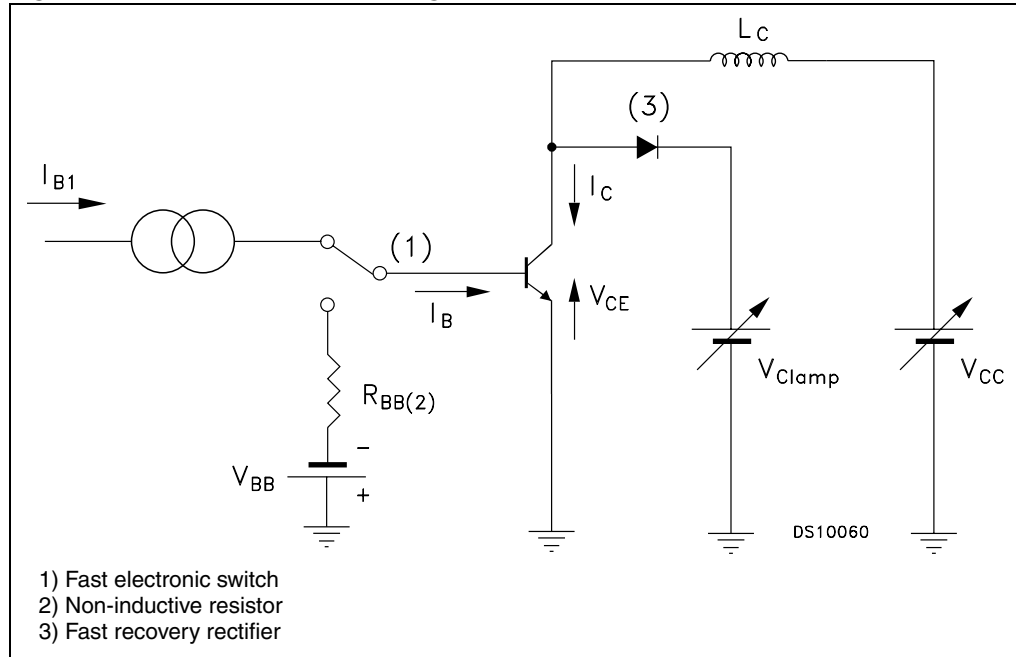 L_C
(3)
I_B1
I_C
(1)
I_B
V_CE
R_BB(2)
V_Clamp
V_CC
−
V_BB
+
DS10060
1) Fast electronic switch
2) Non-inductive resistor
3) Fast recovery rectifier